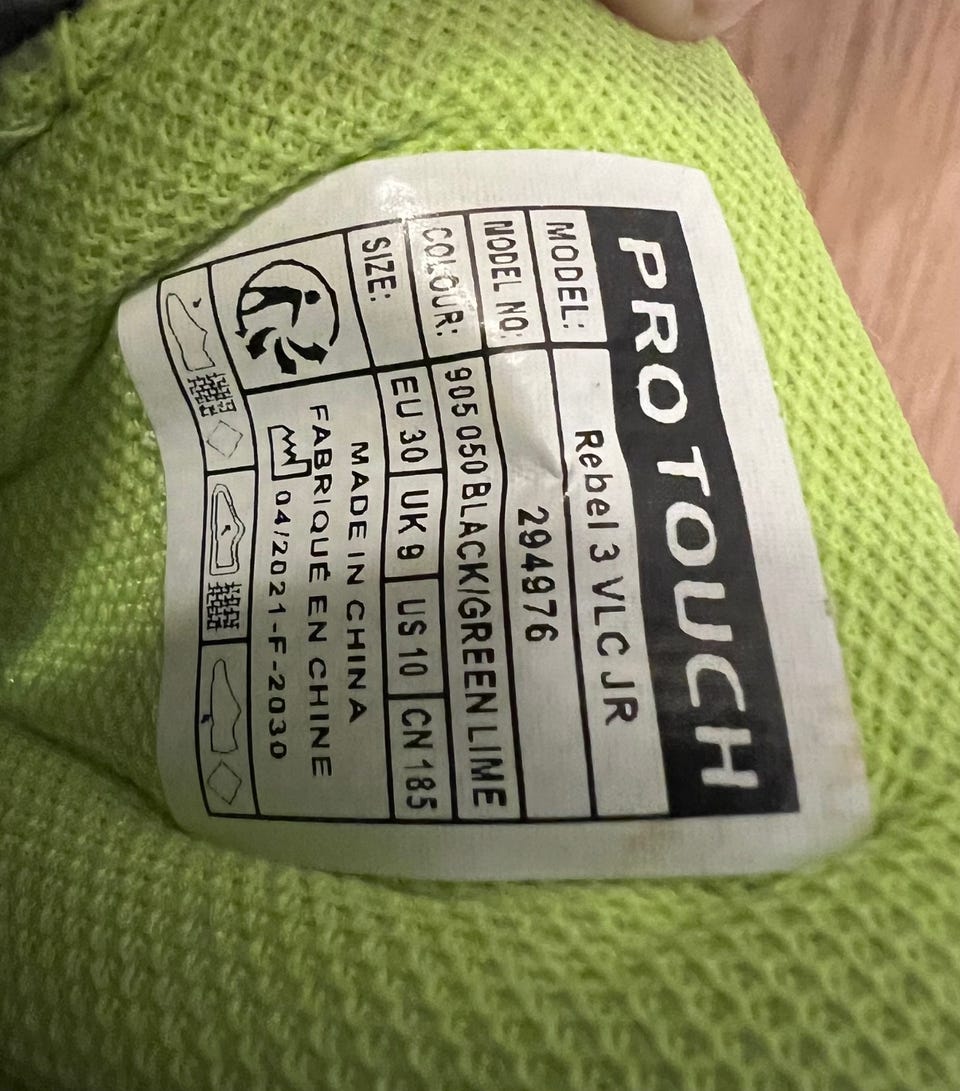 PRO TOUCH
MODEL: Rebel 3 VLC JR
MODEL NO: 294976
COLOUR: 905 050 BLACK/GREEN LIME
SIZE: EU 30 UK 9 US 10 CN 185
MADE IN CHINA
FABRIQUÉ EN CHINE
04/2021-F-2030